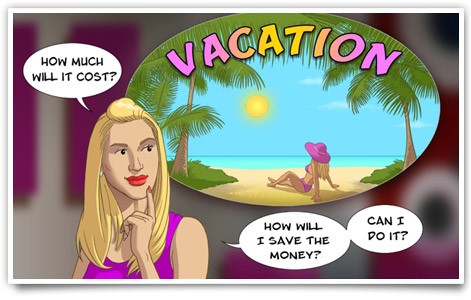 VACATION
HOW MUCH
WILL IT COST?
HOW WILL
I SAVE THE
MONEY?
CAN I
DO IT?